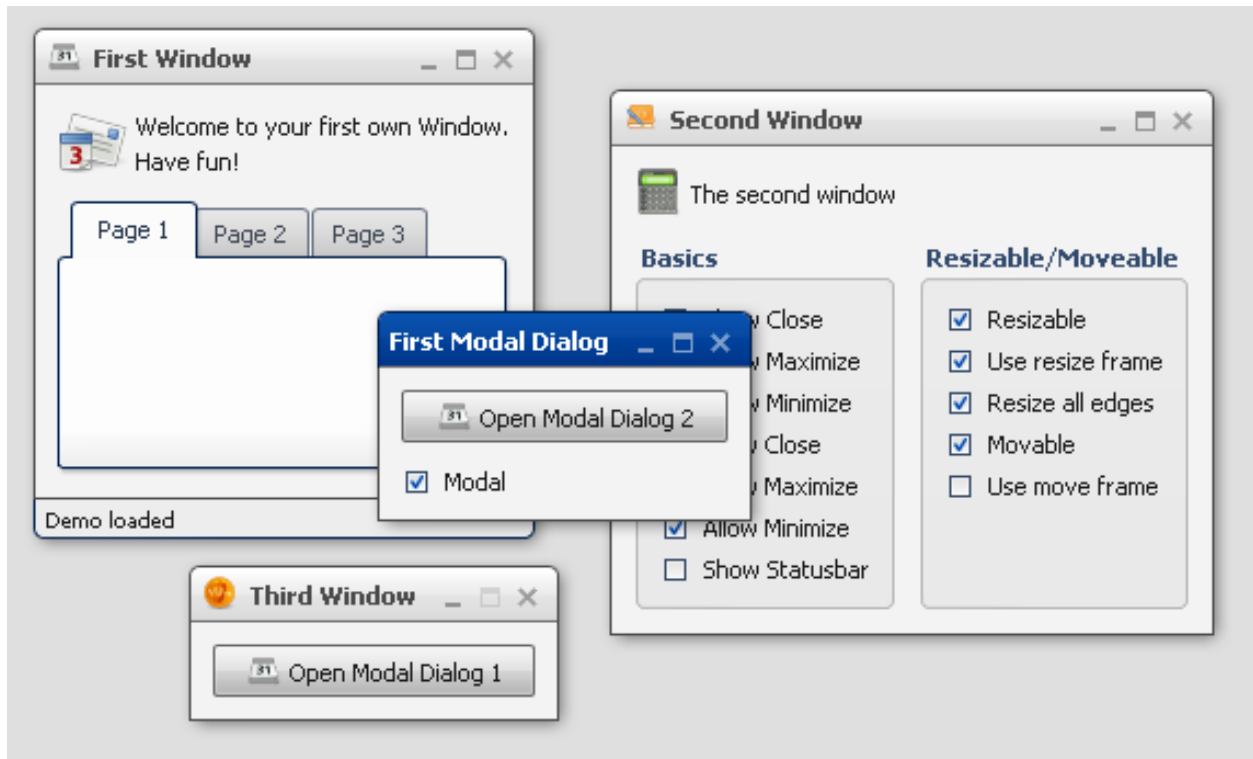 First Window
Welcome to your first own Window.
Have fun!
Page 1
Page 2
Page 3
Demo loaded
Second Window
The second window
Basics
Close
Maximize
Minimize
Close
Maximize
Allow Minimize
Show Statusbar
Resizable/Moveable
Resizable
Use resize frame
Resize all edges
Movable
Use move frame
First Modal Dialog
Open Modal Dialog 2
Modal
Third Window
Open Modal Dialog 1